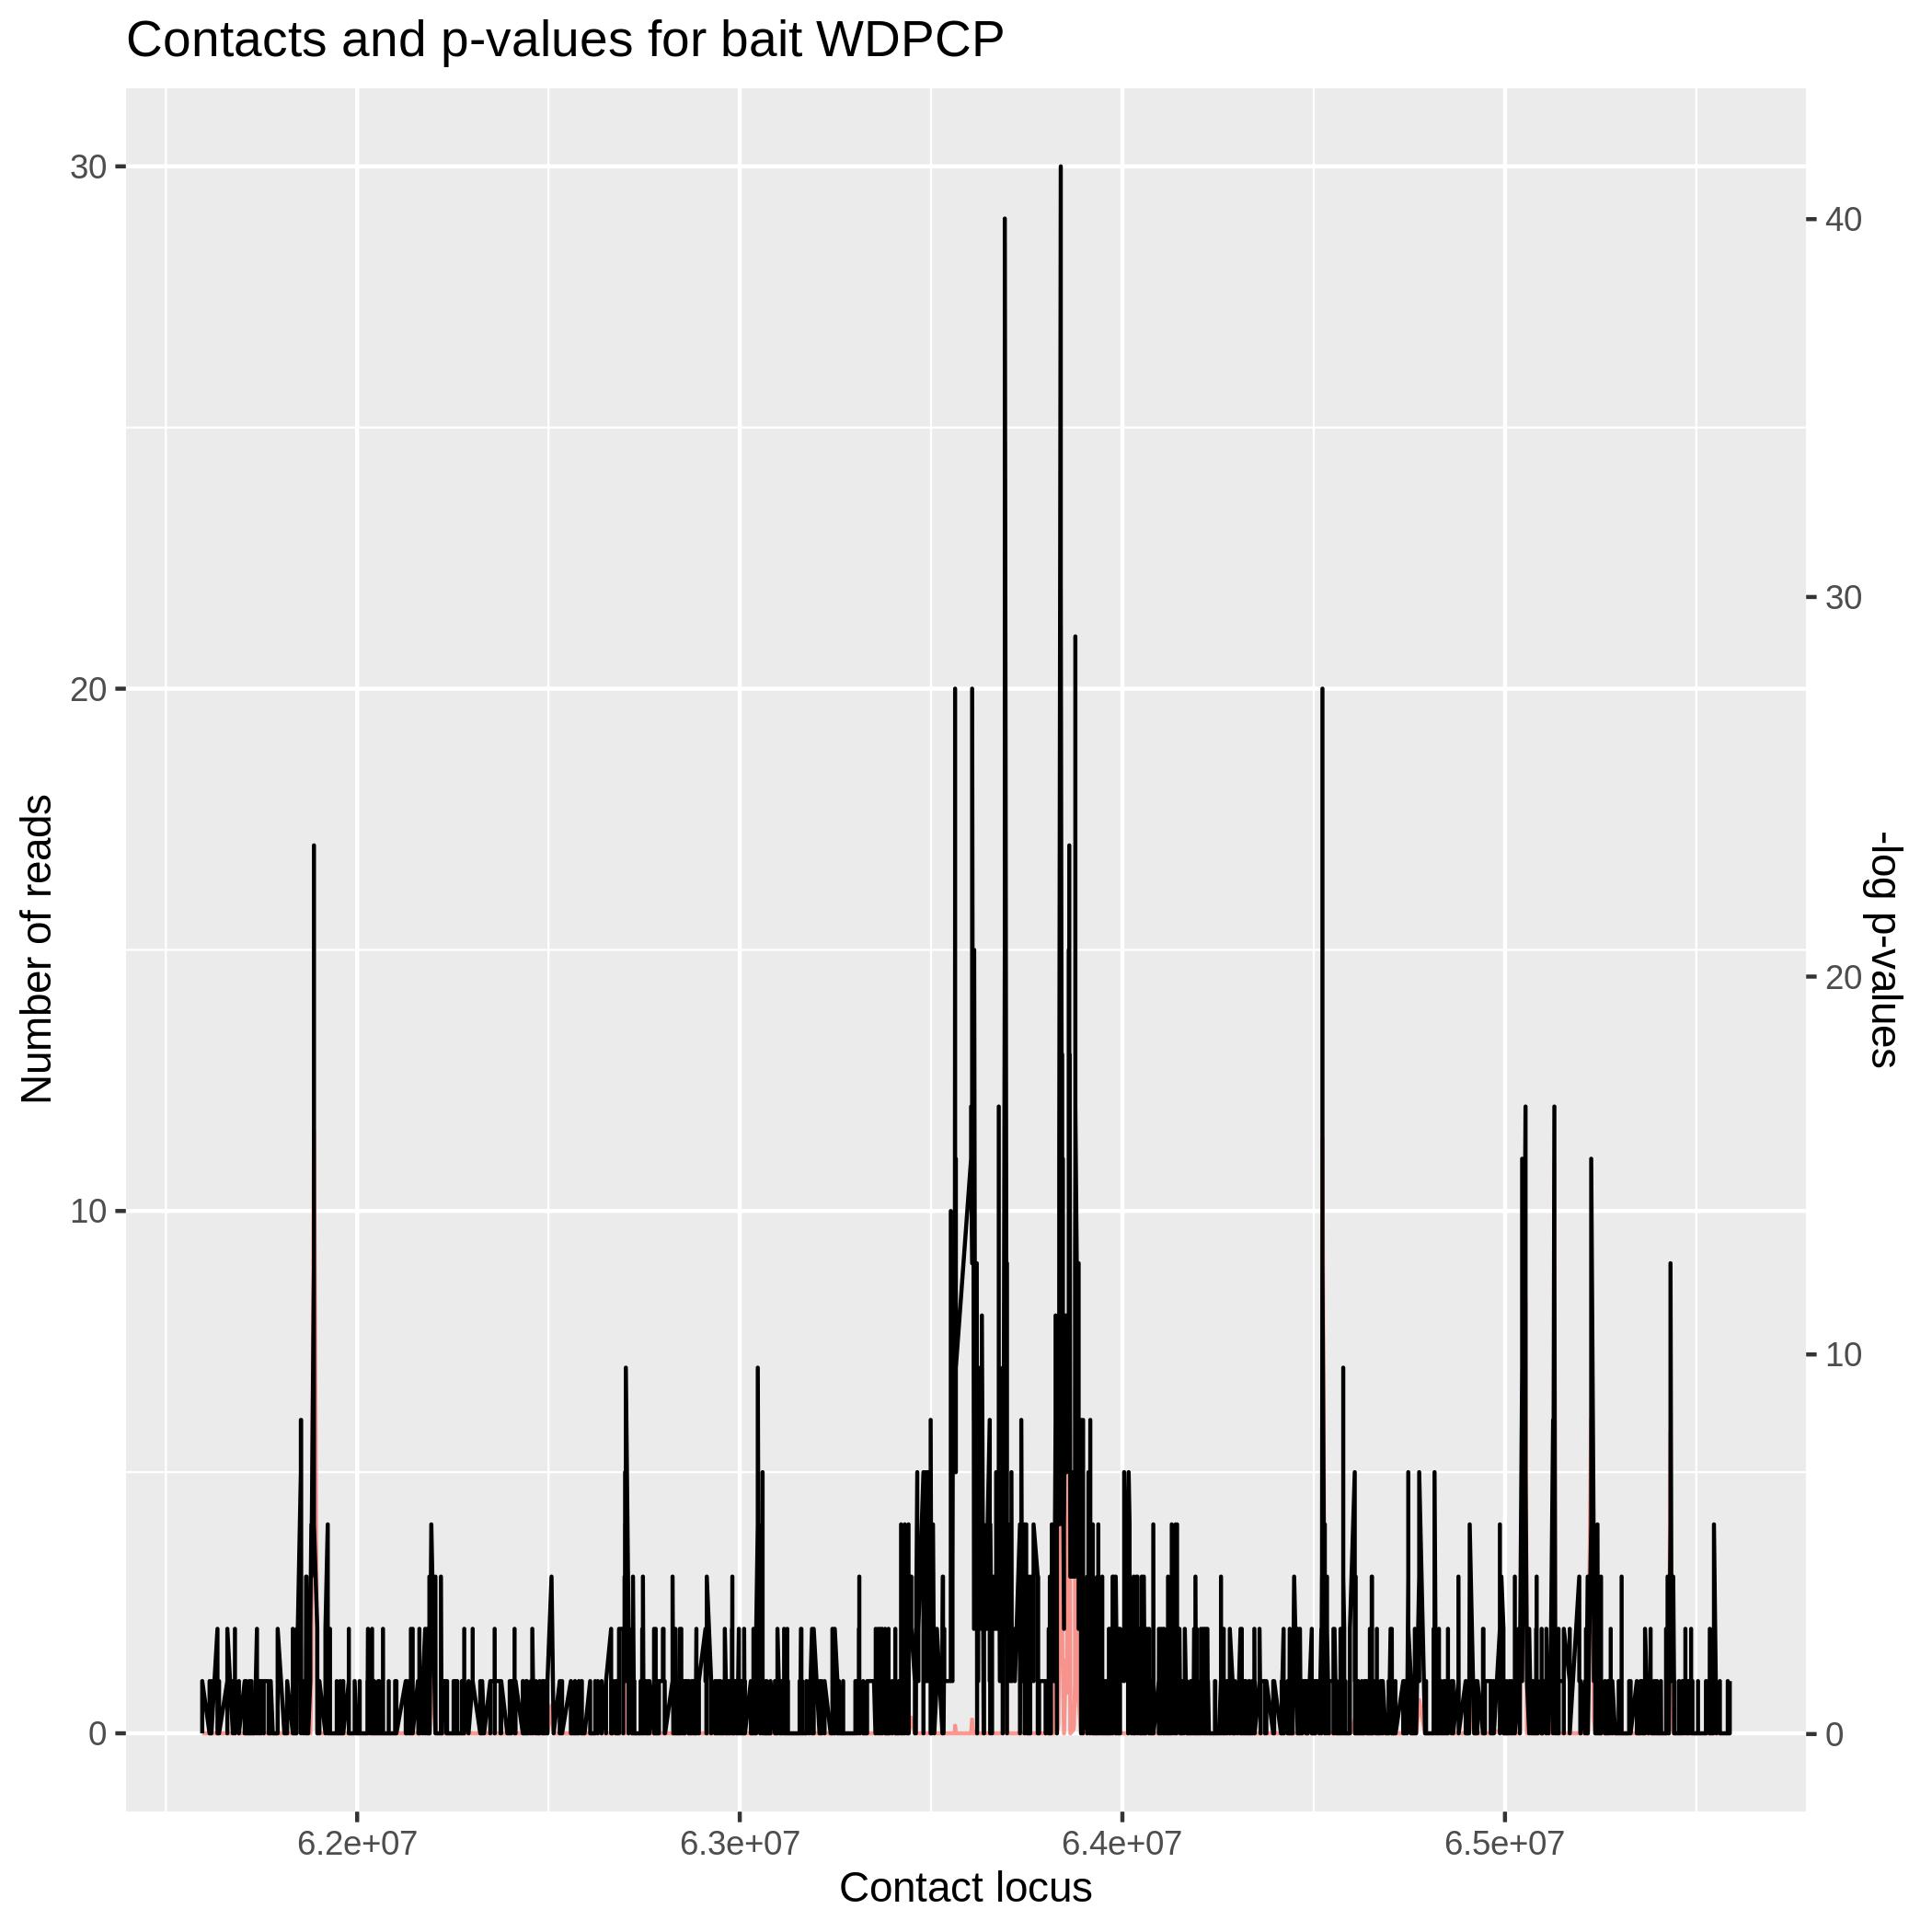 Contacts and p-values for bait WDPCP
30
20
10
0
Number of reads
40
30
20
10
0
-log p-values
6.2e+07
6.3e+07
6.4e+07
6.5e+07
Contact locus